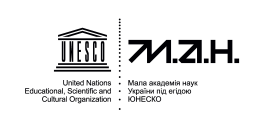 UNESCO
United Nations
Educational, Scientific and
Cultural Organization
М.А.Н.
Мала академія наук
України під егідою
ЮНЕСКО